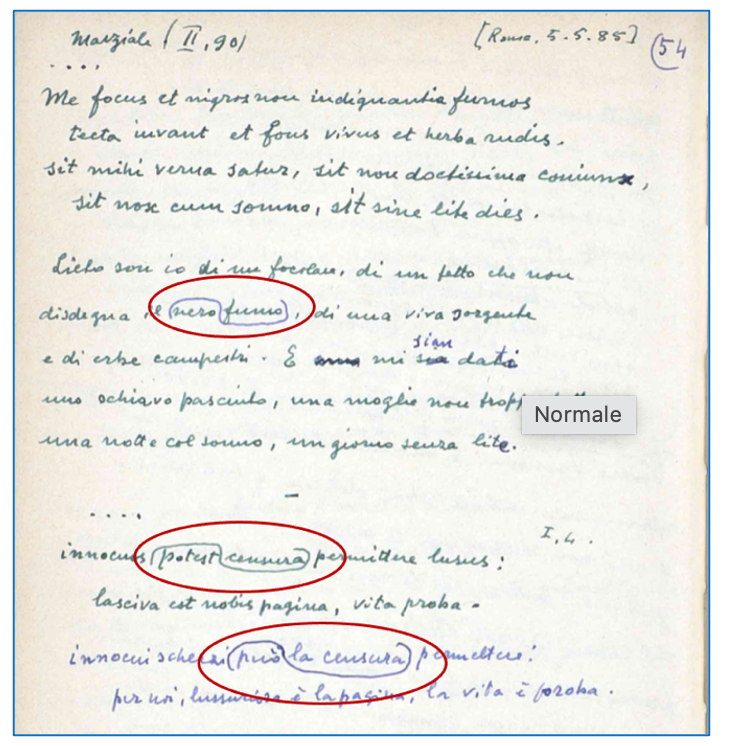 Marziale (II, 90)
[Roma, 5.5.85]
54
....
Me focus et nigros non indignantia fumos
tecta iuvant et fons vivus et herba rudis.
sit mihi verna satur, sit non doctissima coniunx,
sit nox cum somno, sit sine lite dies.
Lieto son io di un focolare, di un tetto che non
disdegna il nero fumo, di una viva sorgente
e di erbe campestri. E mi sian dati
uno schiavo pasciuto, una moglie non
Normale
una notte col sonno, un giorno senza lite.
—
....
I, 4.
innocuos potest censura permittere lusus:
lasciva est nobis pagina, vita proba -
innocui scherzi può la censura permettere:
per noi, lussuriosa è la pagina, la vita è proba.